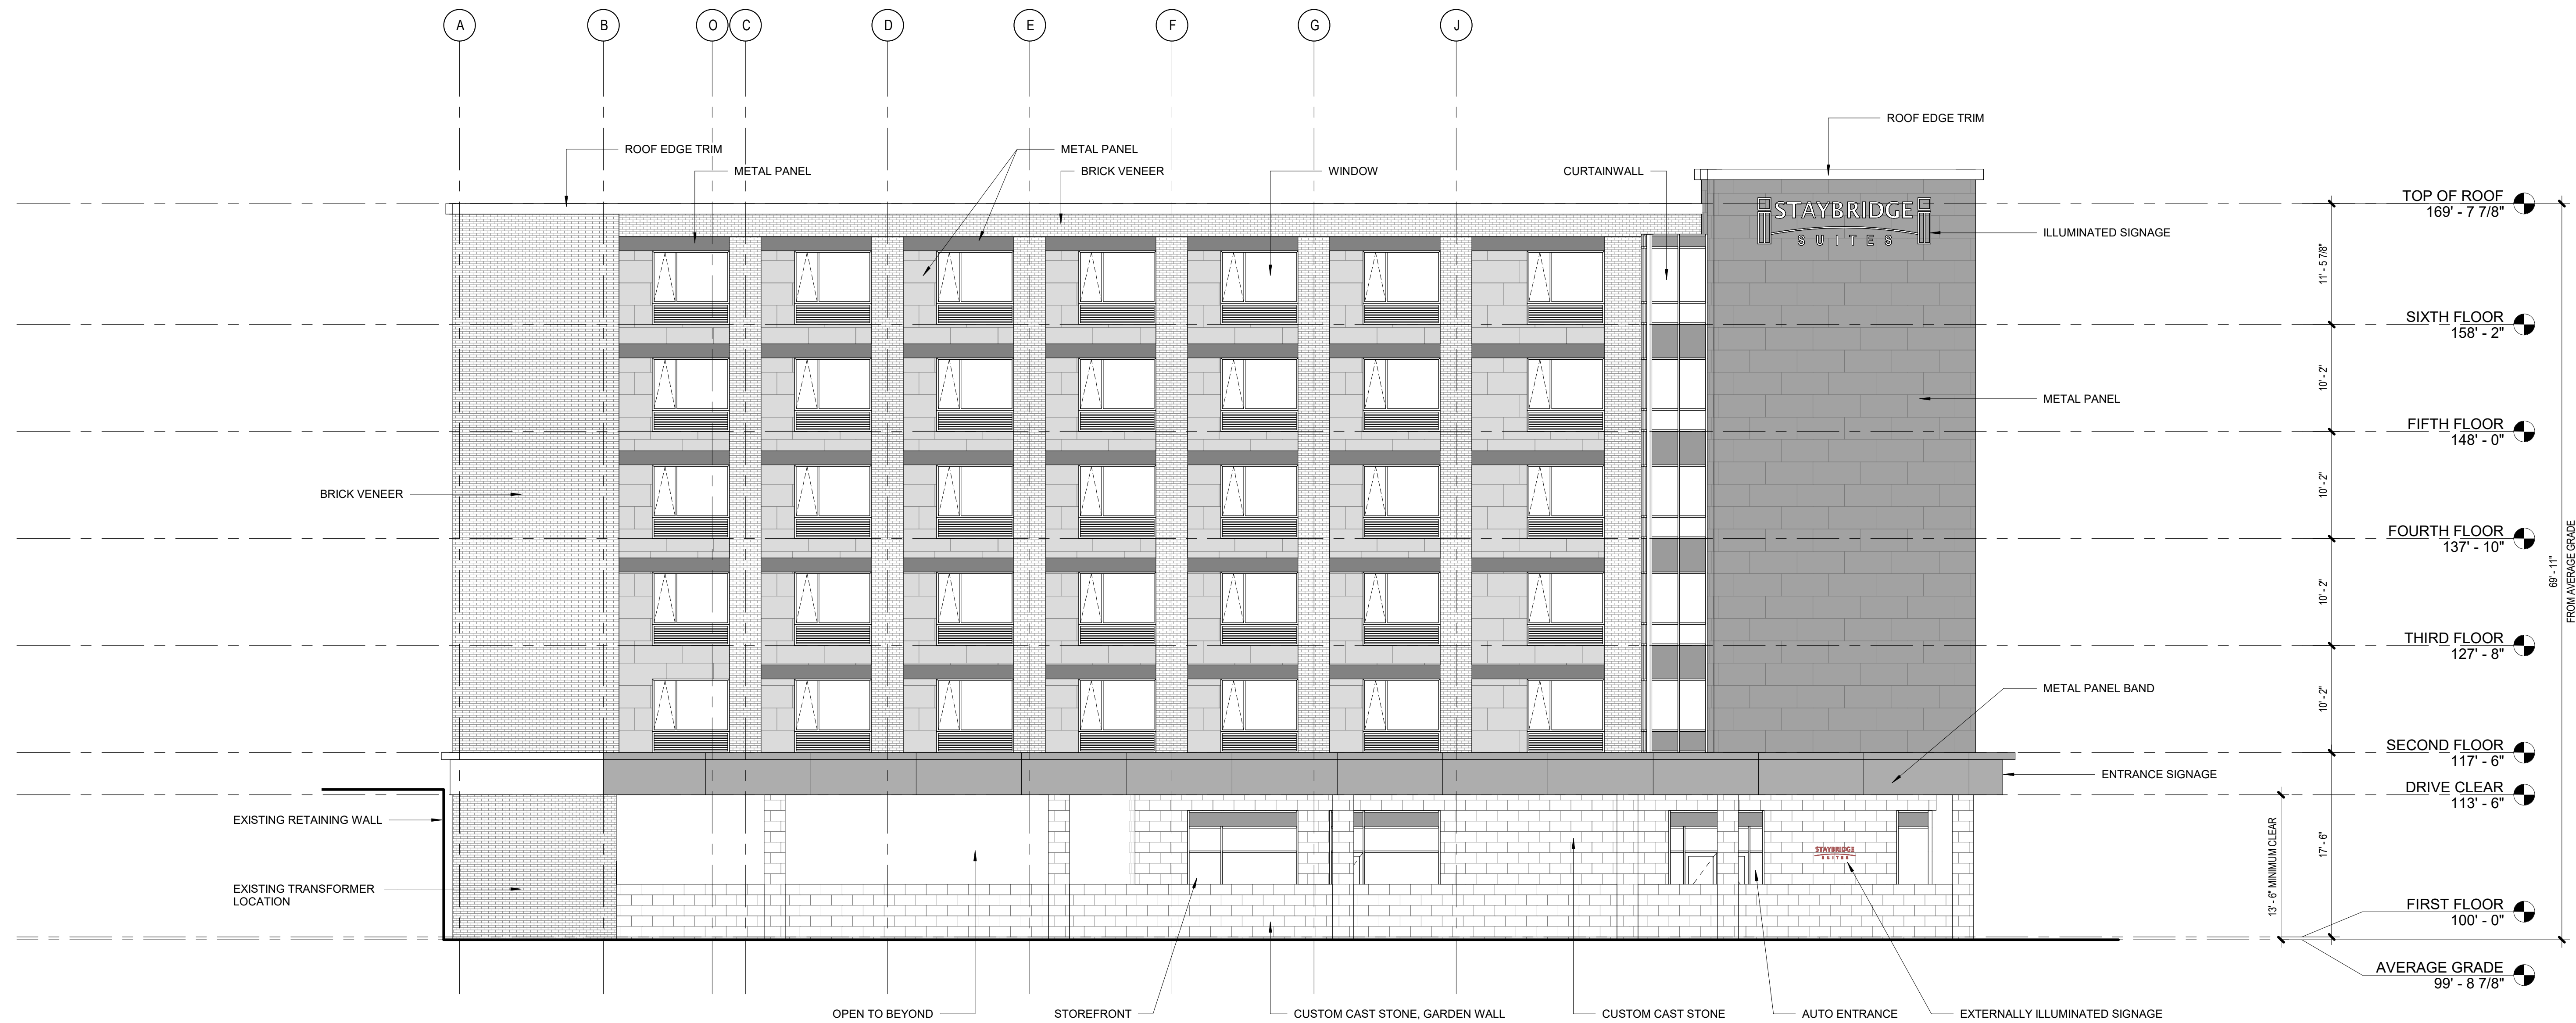 A
B
O
C
D
E
F
G
J
ROOF EDGE TRIM
ROOF EDGE TRIM
METAL PANEL
METAL PANEL
BRICK VENEER
WINDOW
CURTAINWALL
STAYBRIDGE
SUITES
ILLUMINATED SIGNAGE
TOP OF ROOF
169' - 7 7/8"
11' - 5 7/8"
SIXTH FLOOR
158' - 2"
10' - 2"
METAL PANEL
FIFTH FLOOR
148' - 0"
10' - 2"
BRICK VENEER
FOURTH FLOOR
137' - 10"
10' - 2"
69' - 11"
FROM AVERAGE GRADE
THIRD FLOOR
127' - 8"
10' - 2"
METAL PANEL BAND
SECOND FLOOR
117' - 6"
ENTRANCE SIGNAGE
DRIVE CLEAR
113' - 6"
EXISTING RETAINING WALL
13' - 6" MINIMUM CLEAR
17' - 6"
STAYBRIDGE
SUITES
EXISTING TRANSFORMER
LOCATION
FIRST FLOOR
100' - 0"
AVERAGE GRADE
99' - 8 7/8"
OPEN TO BEYOND
STOREFRONT
CUSTOM CAST STONE, GARDEN WALL
CUSTOM CAST STONE
AUTO ENTRANCE
EXTERNALLY ILLUMINATED SIGNAGE